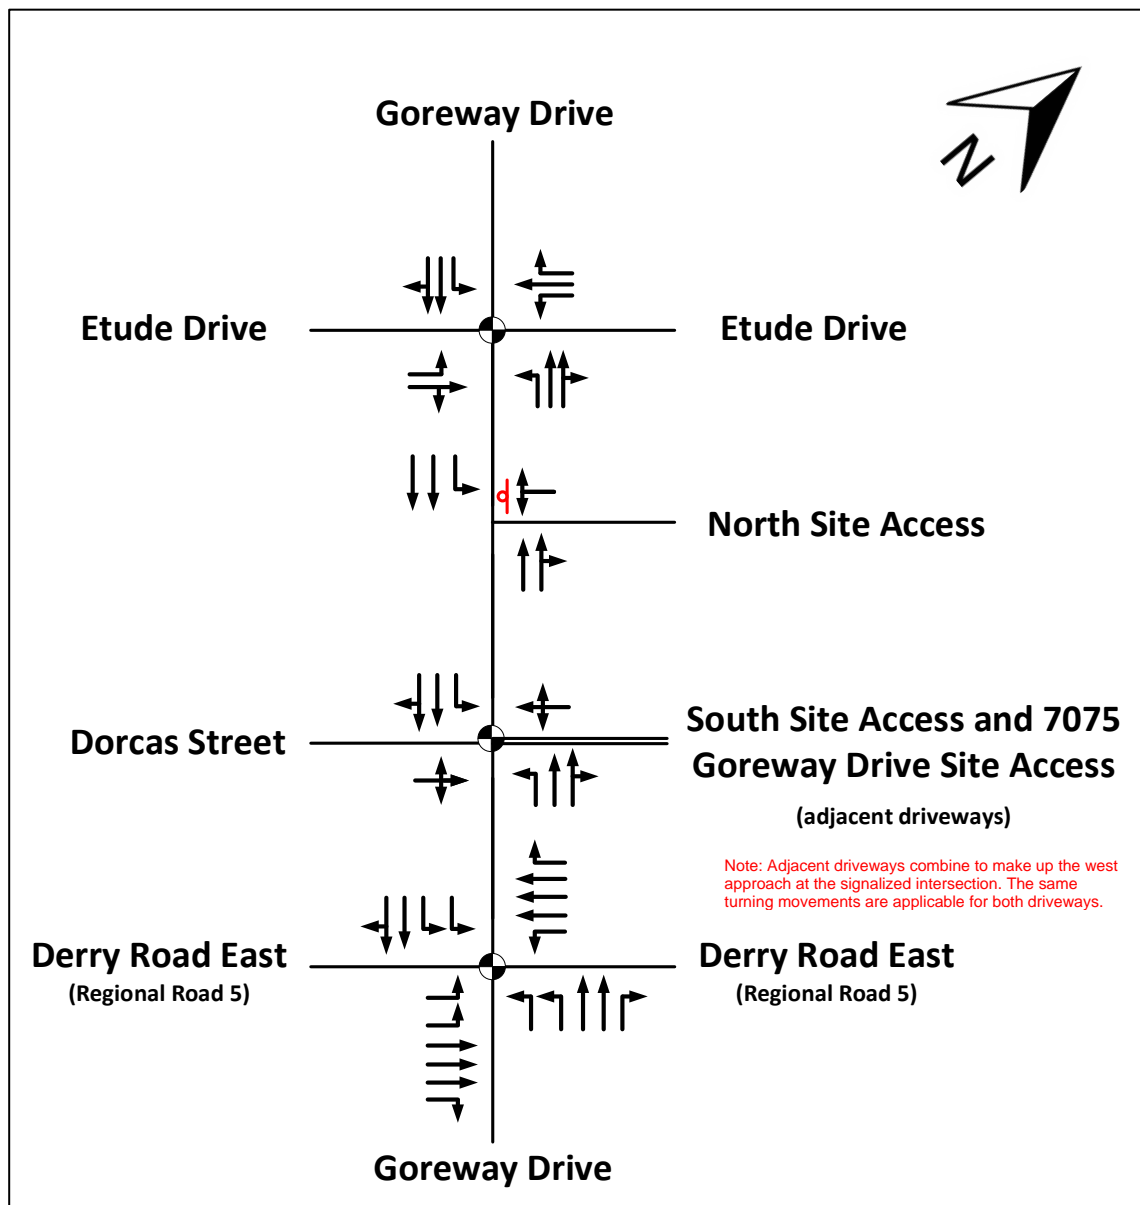 Goreway Drive
N
Etude Drive
Etude Drive
North Site Access
Dorcas Street
South Site Access and 7075
Goreway Drive Site Access
(adjacent driveways)
Note: Adjacent driveways combine to make up the west
approach at the signalized intersection. The same
turning movements are applicable for both driveways.
Derry Road East
(Regional Road 5)
Derry Road East
(Regional Road 5)
Goreway Drive